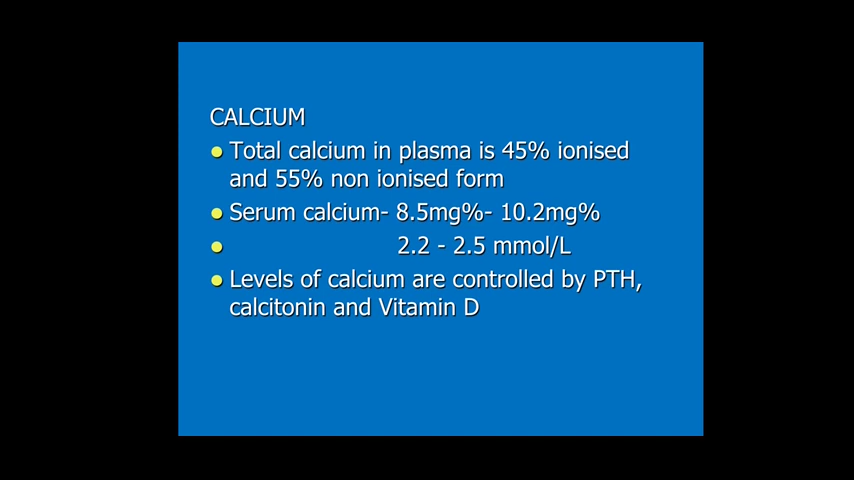 CALCIUM
Total calcium in plasma is 45% ionised
and 55% non ionised form
Serum calcium- 8.5mg%- 10.2mg%
2.2 - 2.5 mmol/L
Levels of calcium are controlled by PTH,
calcitonin and Vitamin D